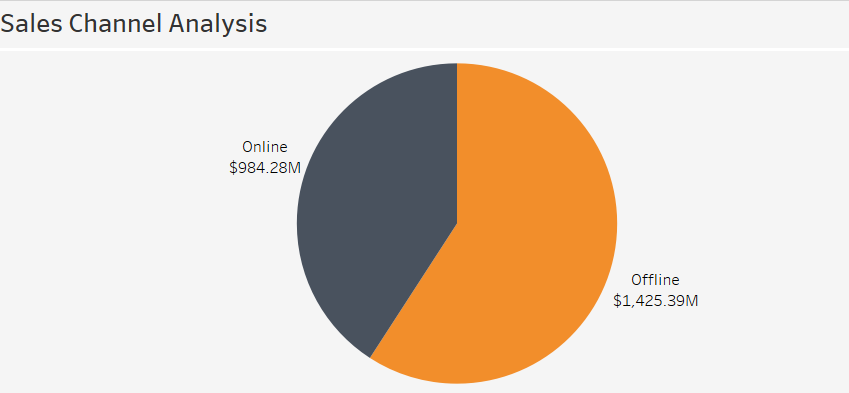 Sales Channel Analysis
Online
$984.28M
Offline
$1,425.39M